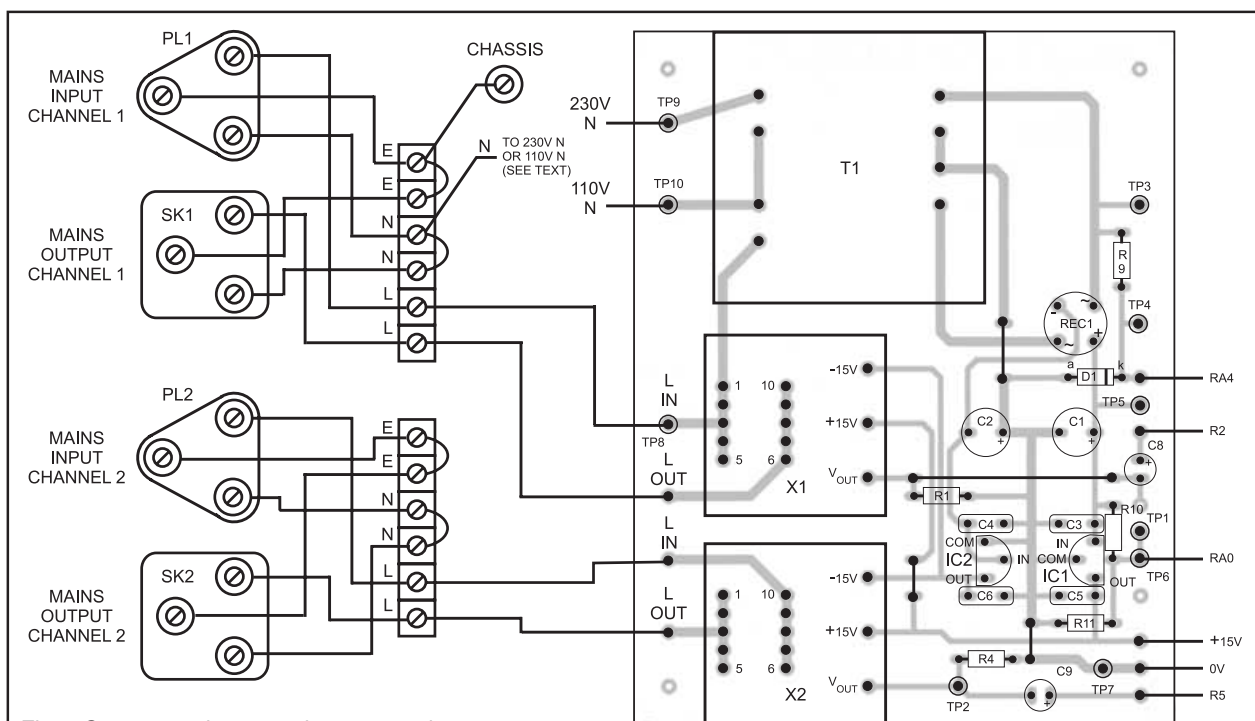 PL1
MAINS
INPUT
CHANNEL 1
CHASSIS
E
E
N
N
L
L
N
TO 230V N
OR 110V N
(SEE TEXT)
SK1
MAINS
OUTPUT
CHANNEL 1
PL2
MAINS
INPUT
CHANNEL 2
E
E
N
N
L
L
SK2
MAINS
OUTPUT
CHANNEL 2
230V
N
TP9
110V
N
TP10
T1
TP3
R
9
TP4
-
~
REC1
~
+
a
D1
k
RA4
TP5
L
IN
TP8
L
OUT
1
10
5
6
-15V
+15V
VOUT
X1
C2
+
C1
+
R2
C8
+
R1
R10
TP1
C4
C3
COM
IN
IC2
OUT
IN
COM
IC1
OUT
TP6
RA0
C6
C5
R11
L
IN
L
OUT
1
10
5
6
-15V
+15V
VOUT
X2
+15V
R4
C9
TP7
0V
TP2
+
R5